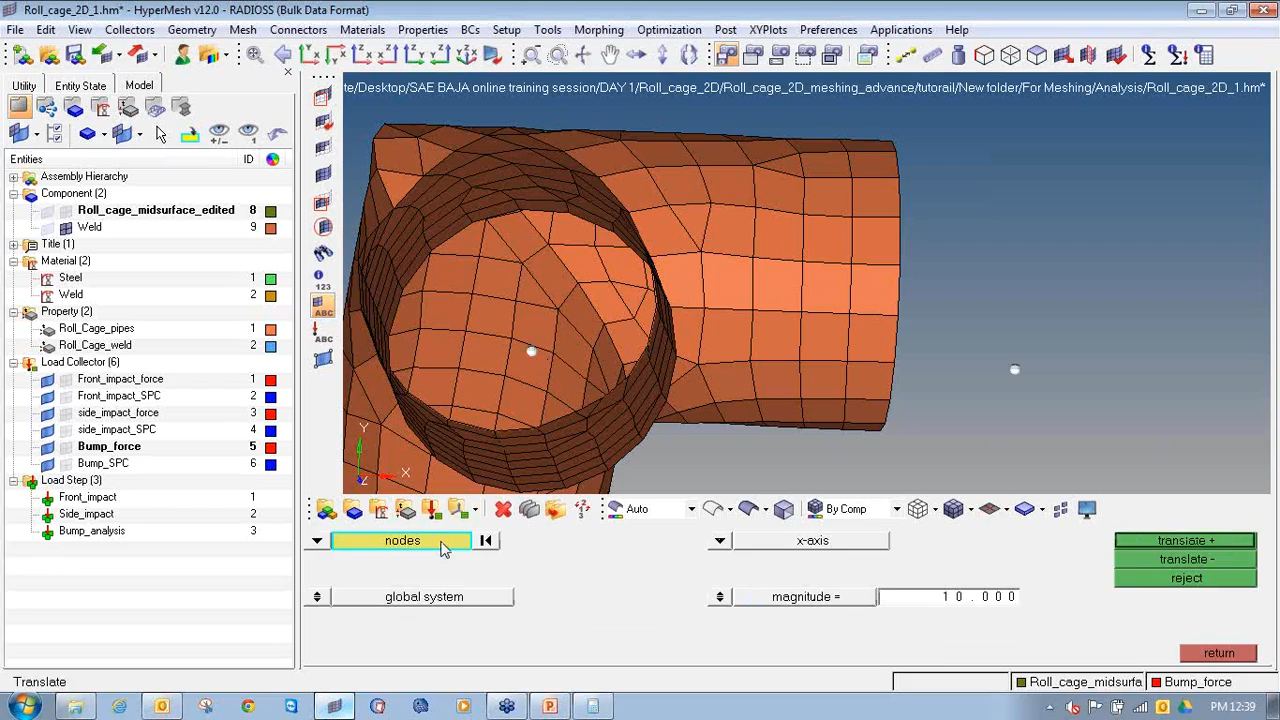 Roll_cage_2D_1.hm* - HyperMesh v12.0 - RADIOSS (Bulk Data Format)
File Edit View Collectors Geometry Mesh Connectors Materials Properties BCs Setup Tools Morphing Optimization Post XYPlots Preferences Applications Help
Utility Entity State Model
te/Desktop/SAE BAJA online training session/DAY 1/Roll_cage_2D/Roll_cage_2D_meshing_advance/tutorail/New folder/For Meshing/Analysis/Roll_cage_2D_1.hm*
Entities ID
Assembly Hierarchy
Component (2)
Roll_cage_midsurface_edited 8
Weld 9
Title (1)
Material (2)
Steel 1
Weld 2
Property (2)
Roll_Cage_pipes 1
Roll_Cage_weld 2
Load Collector (6)
Front_impact_force 1
Front_impact_SPC 2
side_impact_force 3
side_impact_SPC 4
Bump_force 5
Bump_SPC 6
Load Step (3)
Front_impact 1
Side_impact 2
Bump_analysis 3
123
ABC
ABC
Y
X
Z
Auto By Comp
nodes x-axis translate +
translate -
reject
global system magnitude = 10.000
return
Translate Roll_cage_midsurfa Bump_force
PM 12:39